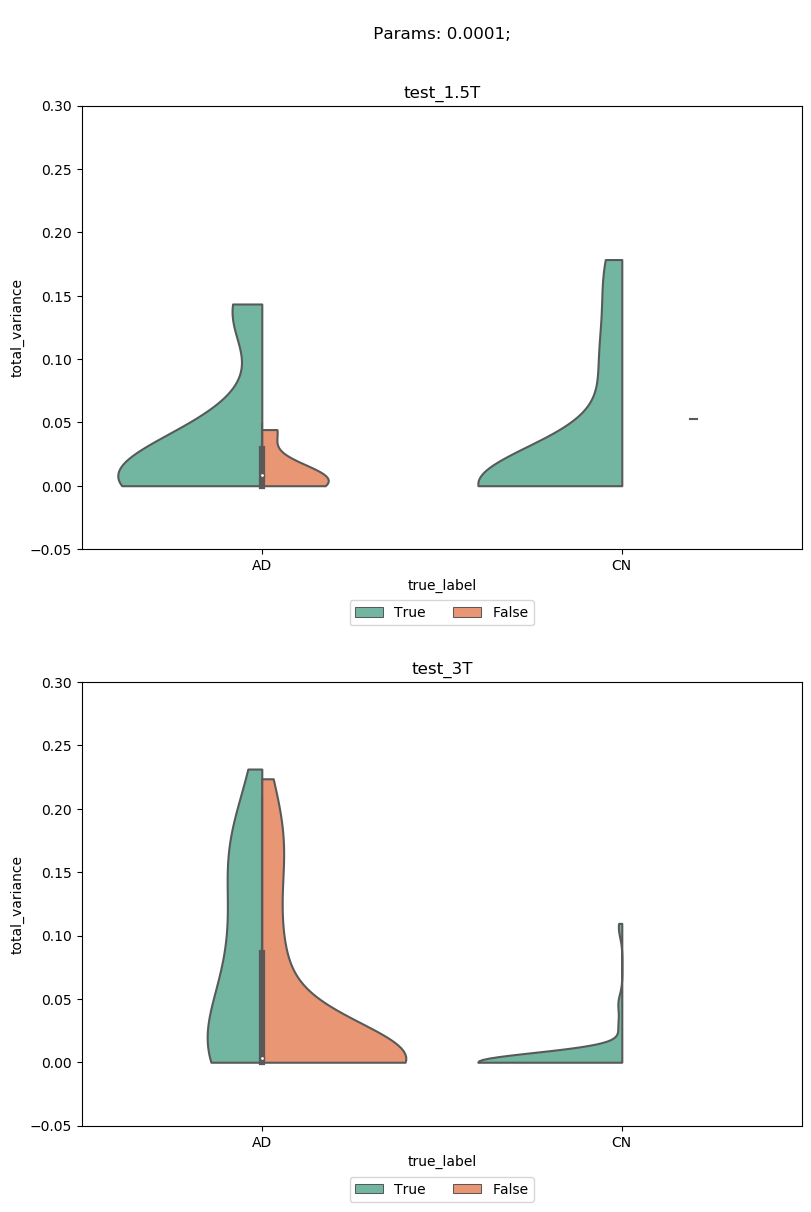 Params: 0.0001;
test_1.5T
0.30
0.25
0.20
0.15
0.10
0.05
0.00
−0.05
total_variance
AD CN
true_label
True False
test_3T
0.30
0.25
0.20
0.15
0.10
0.05
0.00
−0.05
total_variance
AD CN
true_label
True False